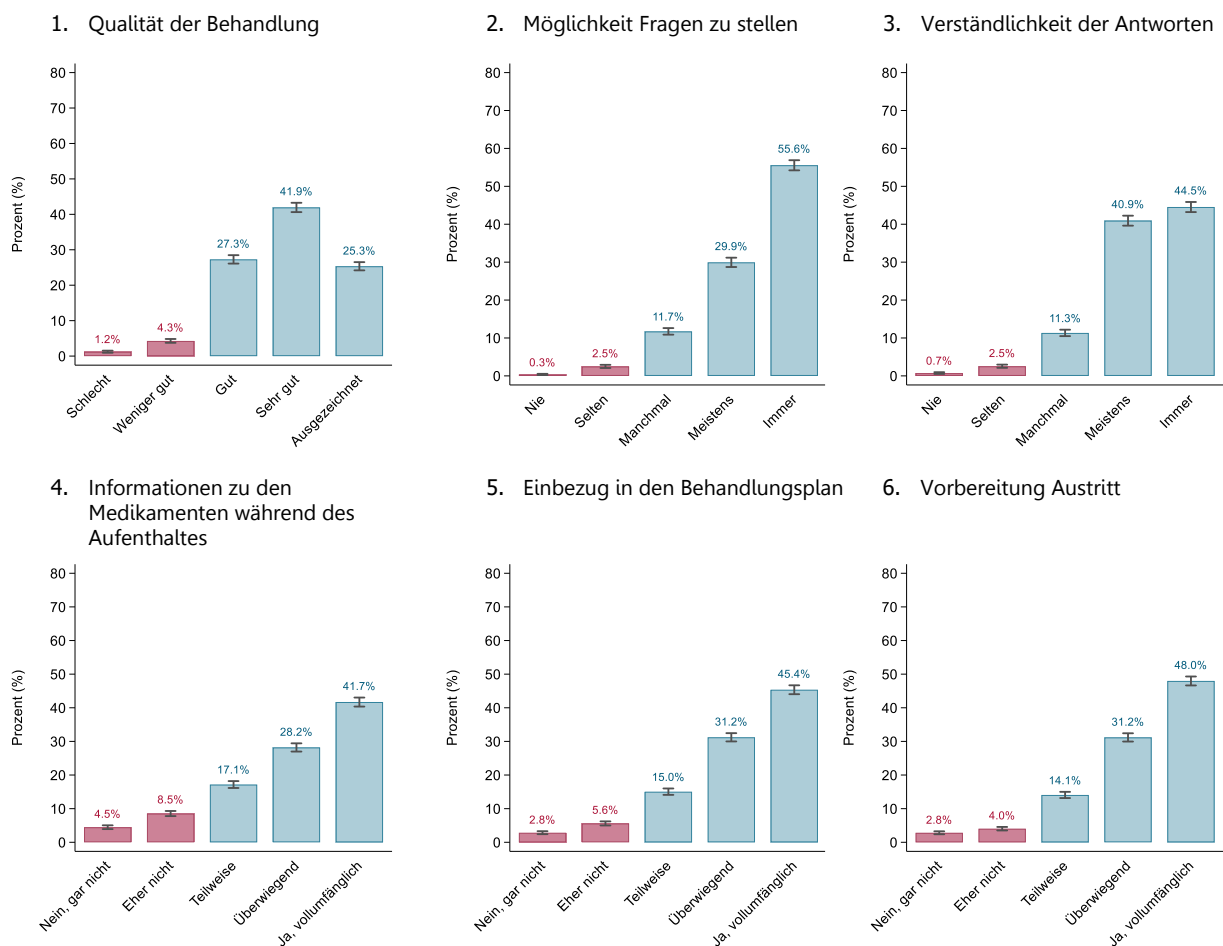 1. Qualität der Behandlung
Prozent (%)
80
70
60
50
40
30
20
10
0
1.2%
4.3%
27.3%
41.9%
25.3%
Schlecht
Weniger gut
Gut
Sehr gut
Ausgezeichnet
2. Möglichkeit Fragen zu stellen
Prozent (%)
80
70
60
50
40
30
20
10
0
0.3%
2.5%
11.7%
29.9%
55.6%
Nie
Selten
Manchmal
Meistens
Immer
3. Verständlichkeit der Antworten
Prozent (%)
80
70
60
50
40
30
20
10
0
0.7%
2.5%
11.3%
40.9%
44.5%
Nie
Selten
Manchmal
Meistens
Immer
4. Informationen zu den
Medikamenten während des
Aufenthaltes
Prozent (%)
80
70
60
50
40
30
20
10
0
4.5%
8.5%
17.1%
28.2%
41.7%
Nein, gar nicht
Eher nicht
Teilweise
Überwiegend
Ja, vollumfänglich
5. Einbezug in den Behandlungsplan
Prozent (%)
80
70
60
50
40
30
20
10
0
2.8%
5.6%
15.0%
31.2%
45.4%
Nein, gar nicht
Eher nicht
Teilweise
Überwiegend
Ja, vollumfänglich
6. Vorbereitung Austritt
Prozent (%)
80
70
60
50
40
30
20
10
0
2.8%
4.0%
14.1%
31.2%
48.0%
Nein, gar nicht
Eher nicht
Teilweise
Überwiegend
Ja, vollumfänglich